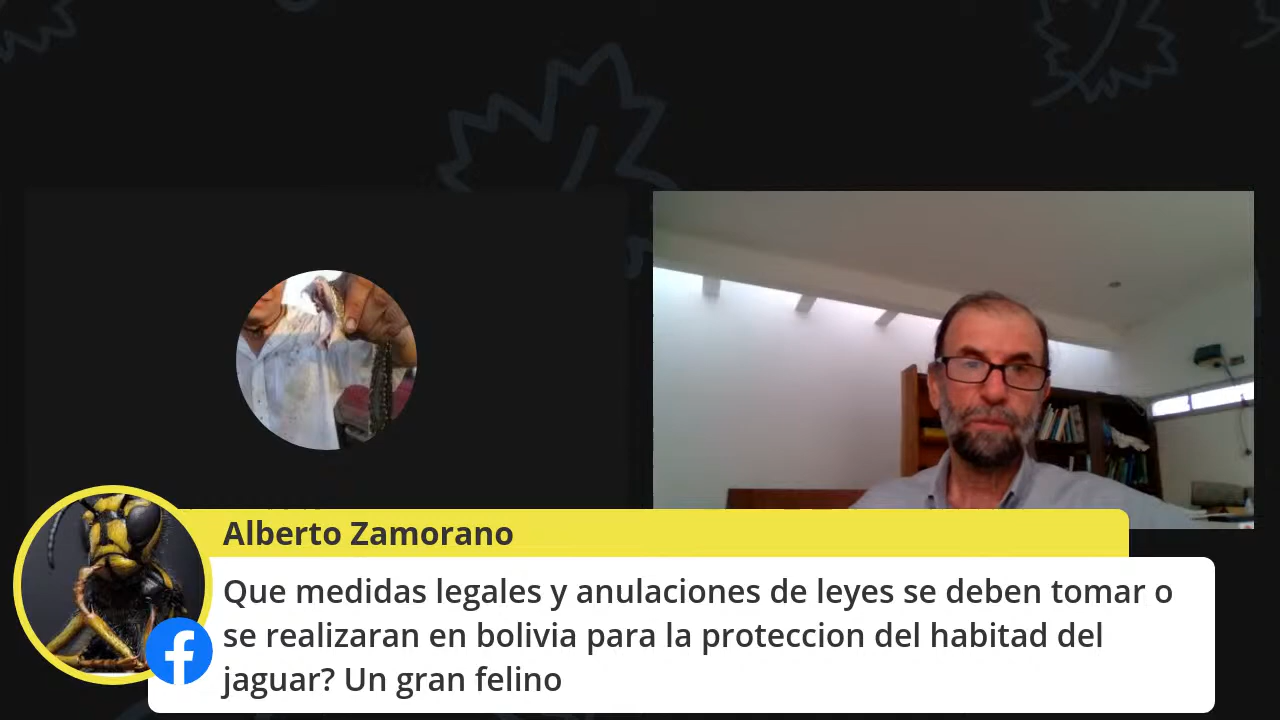 Alberto Zamorano
Que medidas legales y anulaciones de leyes se deben tomar o
se realizaran en bolivia para la proteccion del habitad del
jaguar? Un gran felino